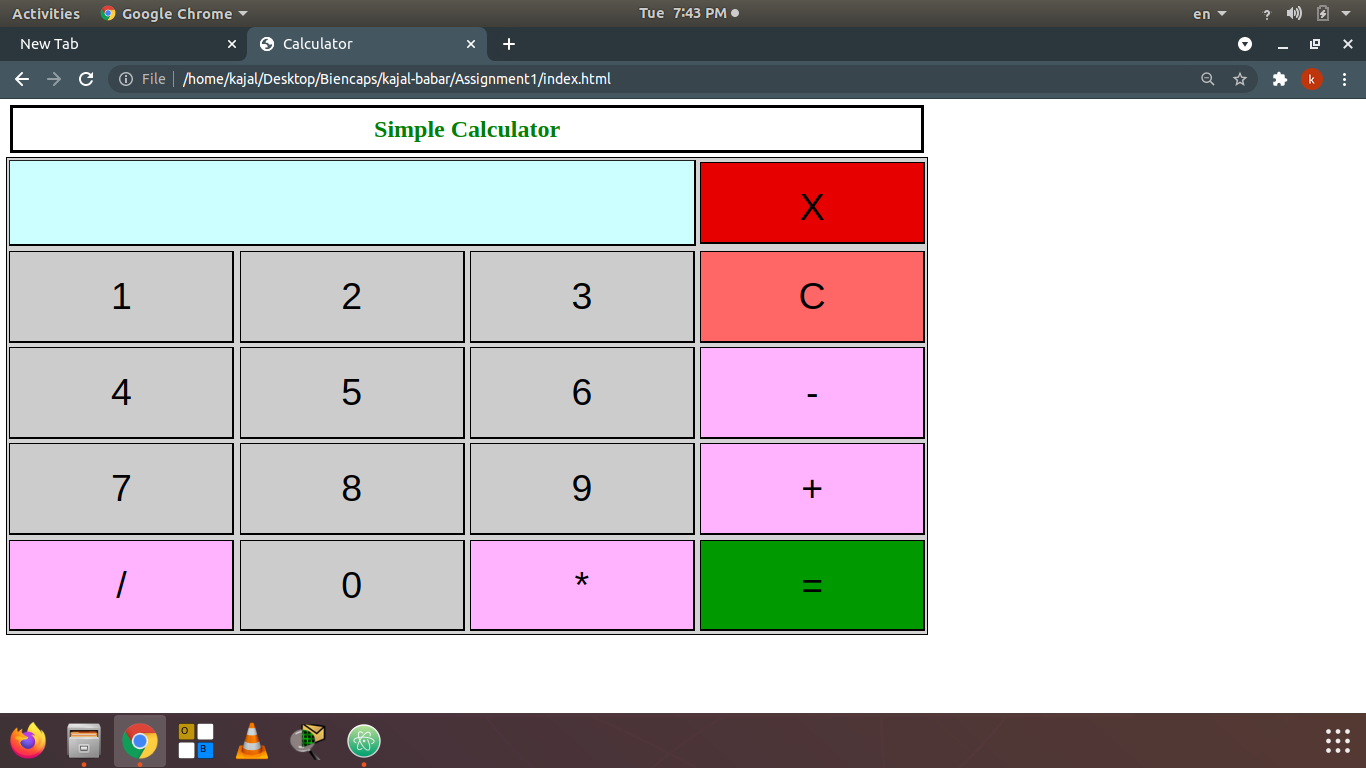 Activities Google Chrome Tue 7:43 PM en ?
New Tab Calculator
File /home/kajal/Desktop/Biencaps/kajal-babar/Assignment1/index.html k
Simple Calculator
X
1 2 3 C
4 5 6 -
7 8 9 +
/ 0 * =
O
B